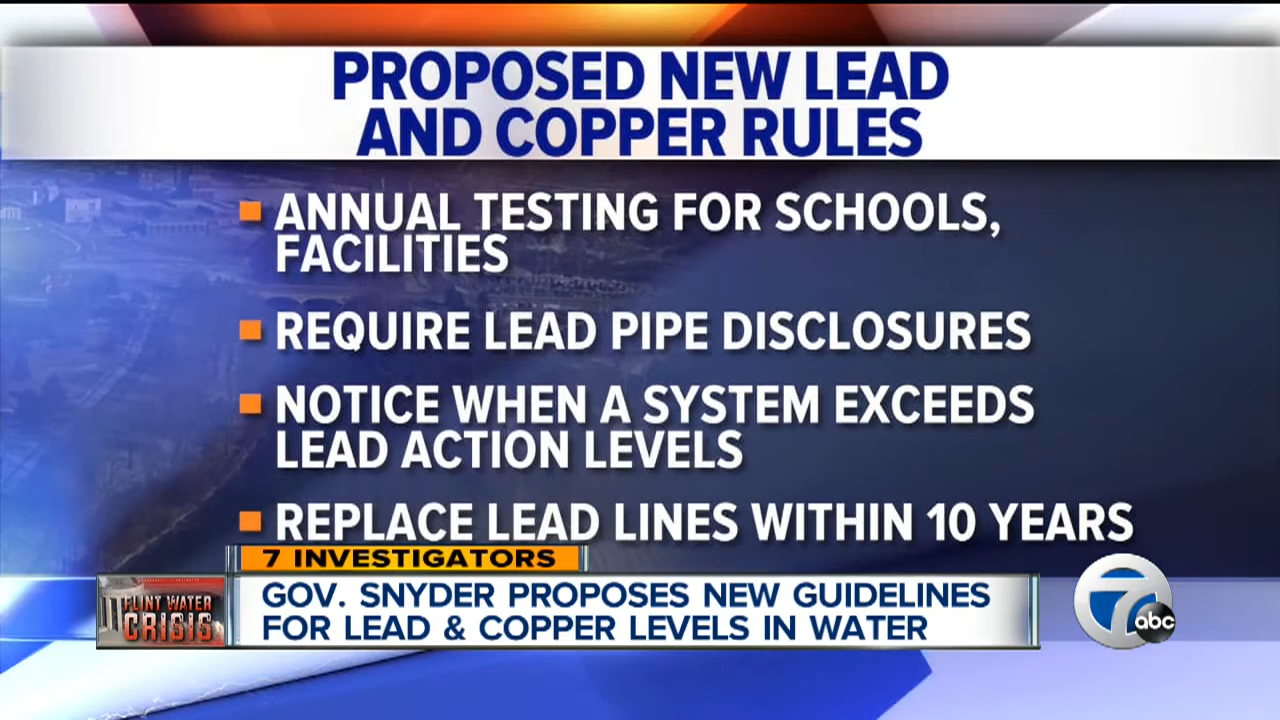 PROPOSED NEW LEAD
AND COPPER RULES
ANNUAL TESTING FOR SCHOOLS,
FACILITIES
REQUIRE LEAD PIPE DISCLOSURES
NOTICE WHEN A SYSTEM EXCEEDS
LEAD ACTION LEVELS
REPLACE LEAD LINES WITHIN 10 YEARS
7 INVESTIGATORS
FLINT WATER
CRISIS
GOV. SNYDER PROPOSES NEW GUIDELINES
FOR LEAD & COPPER LEVELS IN WATER
7
abc